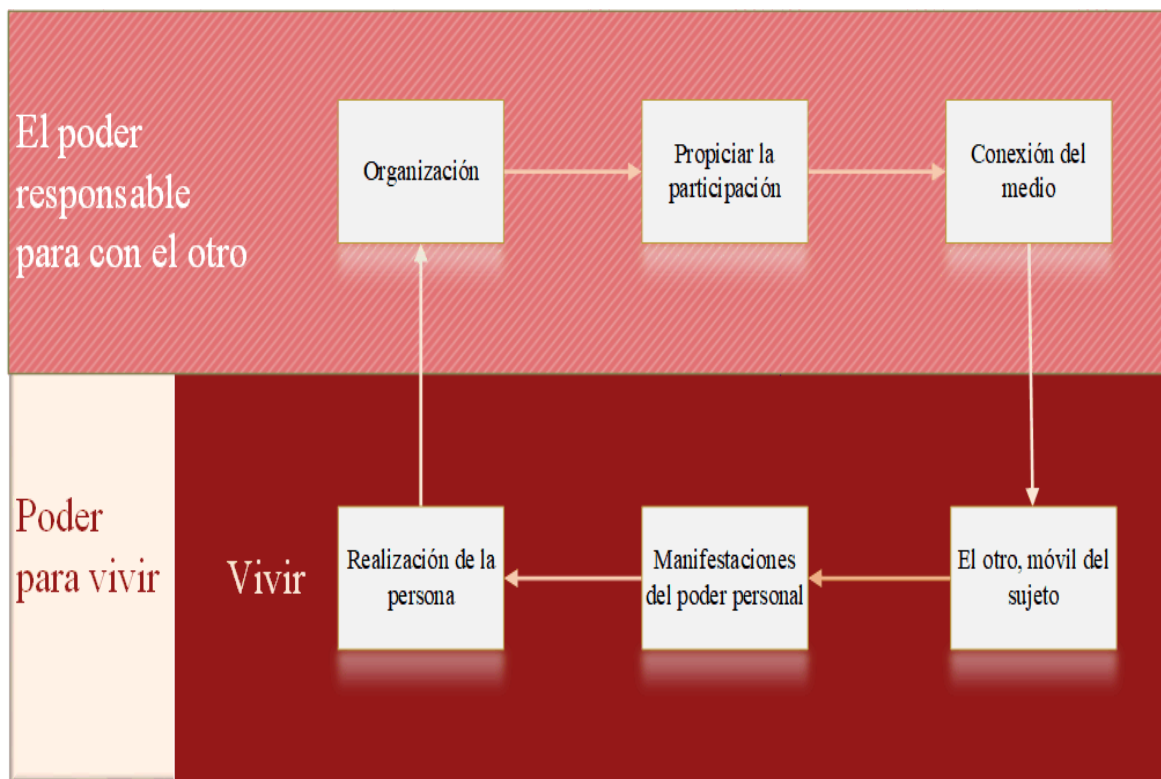 El poder
responsable
para con el otro
Organización
Propiciar la
participación
Conexión del
medio
Poder
para vivir
Vivir
Realización de la
persona
Manifestaciones
del poder personal
El otro, móvil del
sujeto